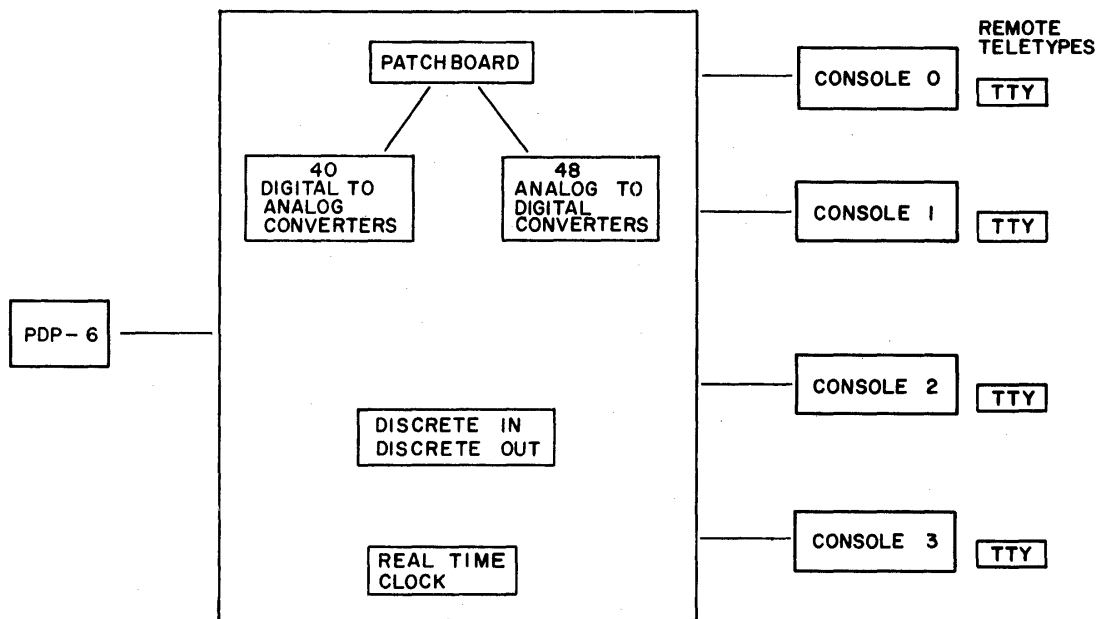 REMOTE
TELETYPES
PATCHBOARD
CONSOLE 0
TTY
40
DIGITAL TO
ANALOG
CONVERTERS
48
ANALOG TO
DIGITAL
CONVERTERS
CONSOLE 1
TTY
PDP-6
CONSOLE 2
TTY
DISCRETE IN
DISCRETE OUT
CONSOLE 3
TTY
REAL TIME
CLOCK